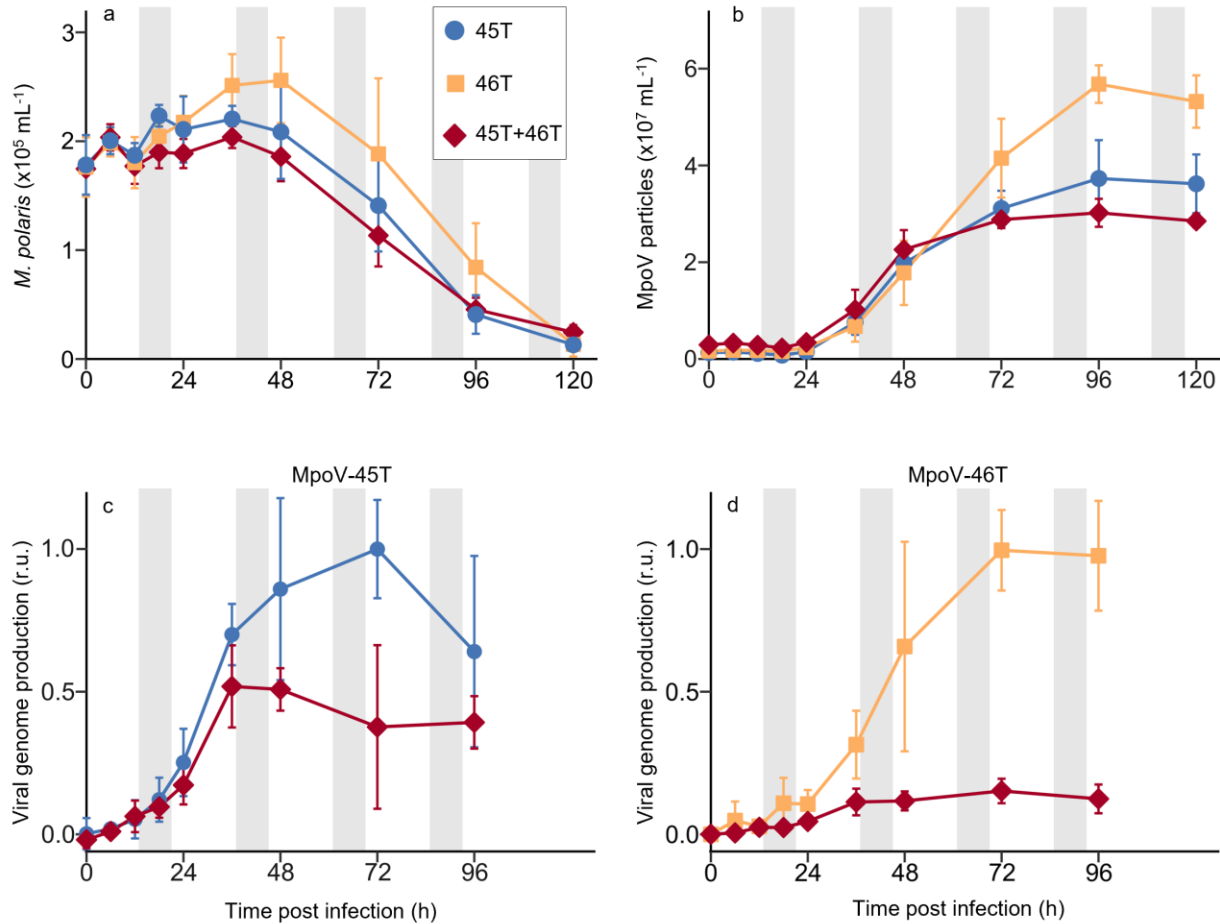 a
3
2
1
0
M. polaris (x10⁵ mL⁻¹)
0 24 48 72 96 120
45T
46T
45T+46T
b
6
4
2
0
MpoV particles (x10⁷ mL⁻¹)
0 24 48 72 96 120
MpoV-45T
c
1.0
0.5
0.0
Viral genome production (r.u.)
0 24 48 72 96
Time post infection (h)
MpoV-46T
d
1.0
0.5
0.0
Viral genome production (r.u.)
0 24 48 72 96
Time post infection (h)